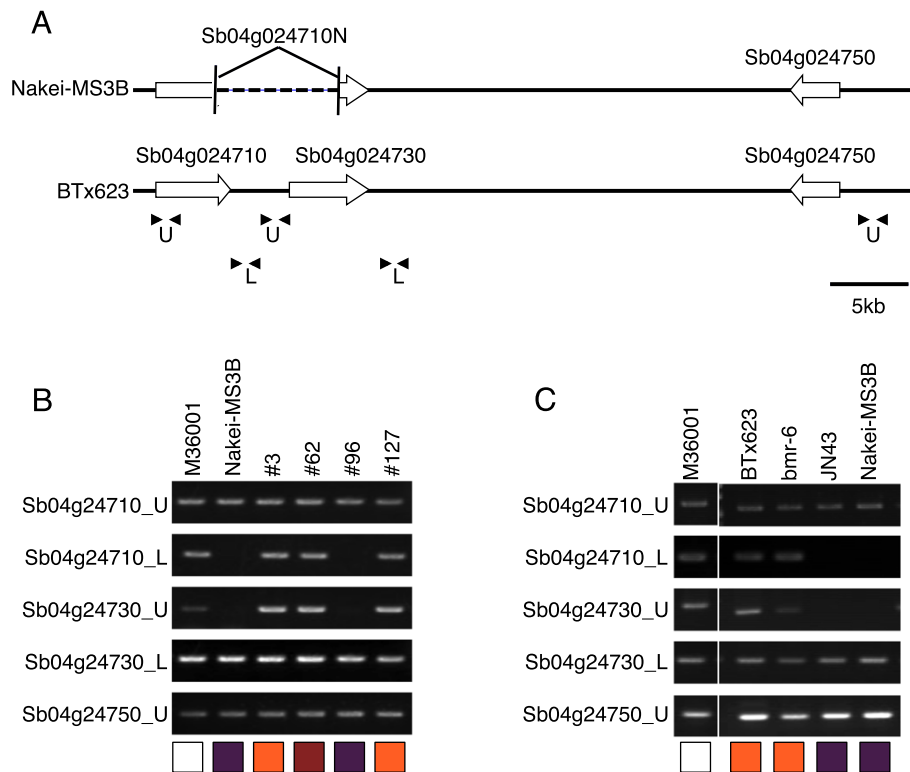 A
Sb04g024710N
Sb04g024750
Nakei-MS3B
Sb04g024710
Sb04g024730
Sb04g024750
BTx623
U
U
U
L
L
5kb
B
M36001
Nakei-MS3B
#3
#62
#96
#127
Sb04g24710_U
Sb04g24710_L
Sb04g24730_U
Sb04g24730_L
Sb04g24750_U
C
M36001
BTx623
bmr-6
JN43
Nakei-MS3B
Sb04g24710_U
Sb04g24710_L
Sb04g24730_U
Sb04g24730_L
Sb04g24750_U